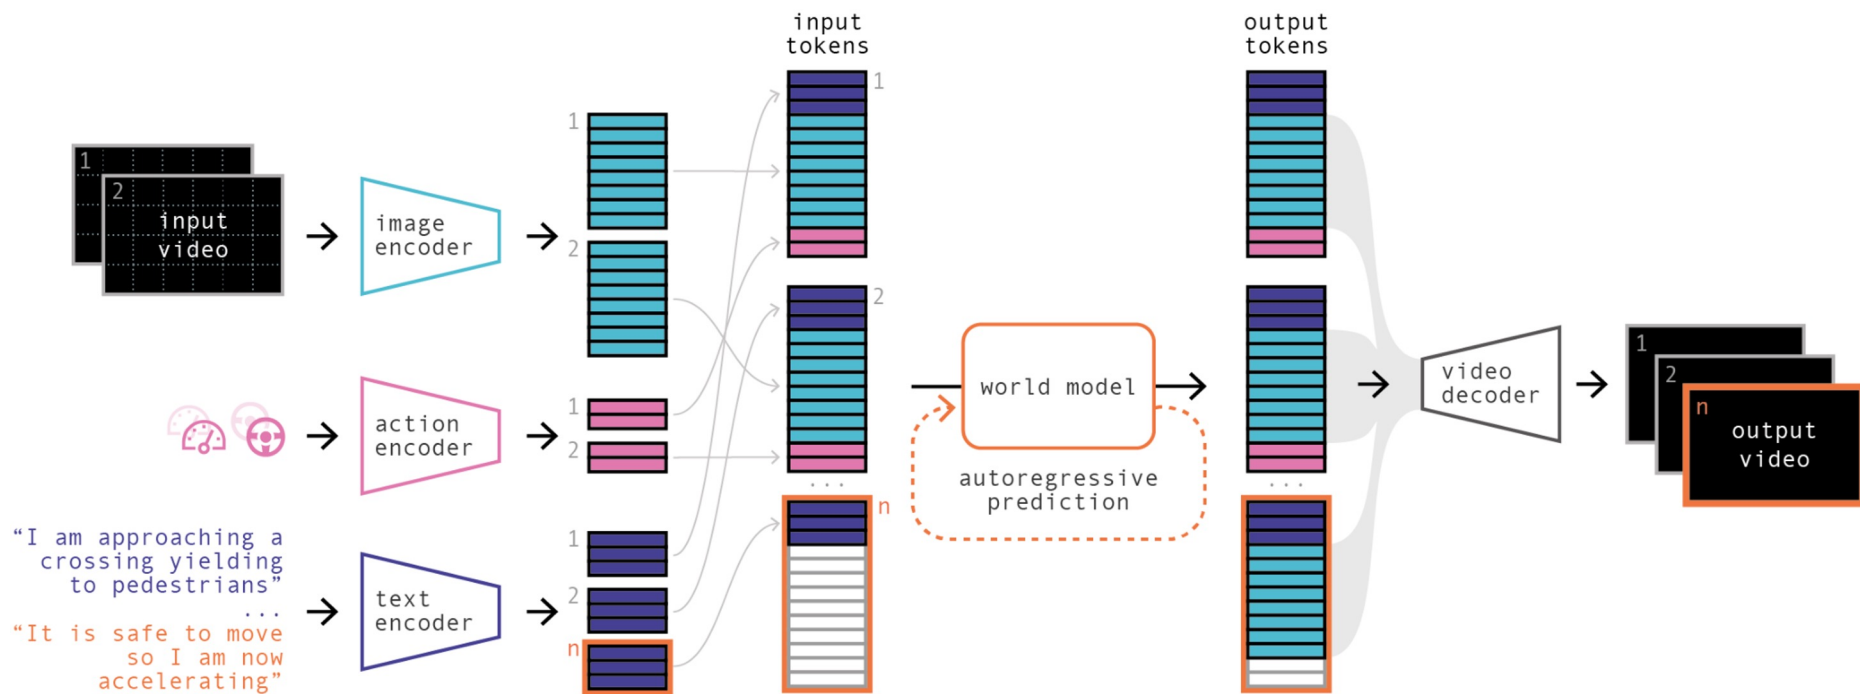 input
tokens
output
tokens
1
1
1
2
input
video
image
encoder
2
2
1
2
world model
video
decoder
n
output
video
action
encoder
1
2
autoregressive
prediction
...
...
n
“I am approaching a
crossing yielding
to pedestrians”
...
“It is safe to move
so I am now
accelerating”
text
encoder
1
2
n